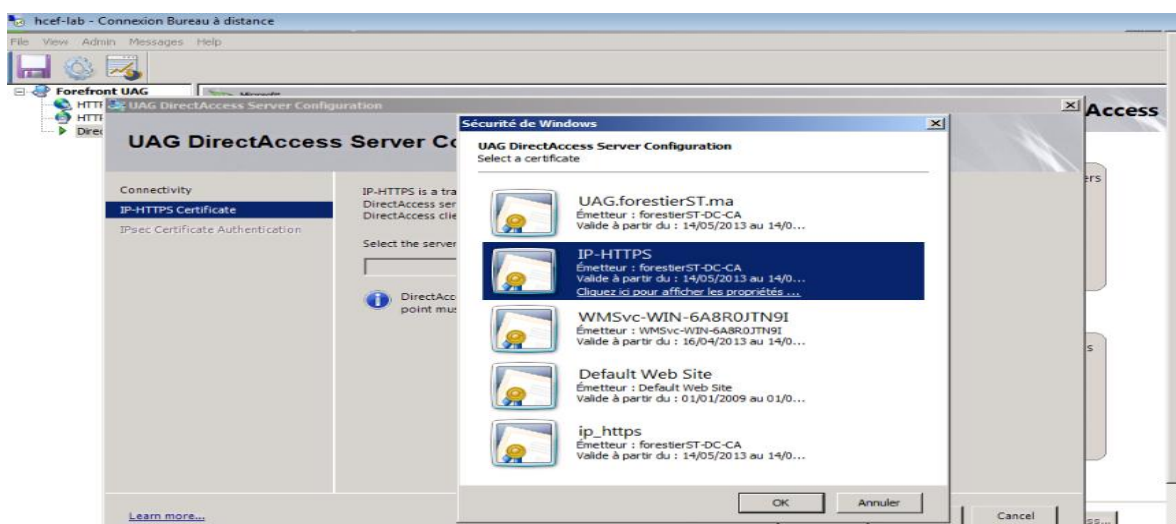 hcef-lab - Connexion Bureau à distance
File View Admin Messages Help
Forefront UAG
Microsoft
HTTP
HTTP
Direc
UAG DirectAccess Server Configuration
Access
UAG DirectAccess Server Co
Connectivity
IP-HTTPS Certificate
IPsec Certificate Authentication
IP-HTTPS is a tra
DirectAccess ser
DirectAccess clie
Select the server
DirectAcc
point mus
Sécurité de Windows
UAG DirectAccess Server Configuration
Select a certificate
UAG.forestierST.ma
Émetteur : forestierST-DC-CA
Valide à partir du : 14/05/2013 au 14/0...
IP-HTTPS
Émetteur : forestierST-DC-CA
Valide à partir du : 14/05/2013 au 14/0...
Cliquez ici pour afficher les propriétés ...
WMSvc-WIN-6A8R0JTN9I
Émetteur : WMSvc-WIN-6A8R0JTN9I
Valide à partir du : 16/04/2013 au 14/0...
Default Web Site
Émetteur : Default Web Site
Valide à partir du : 01/01/2009 au 01/0...
ip_https
Émetteur : forestierST-DC-CA
Valide à partir du : 14/05/2013 au 14/0...
OK
Annuler
ers
s
Learn more...
Cancel
ess...